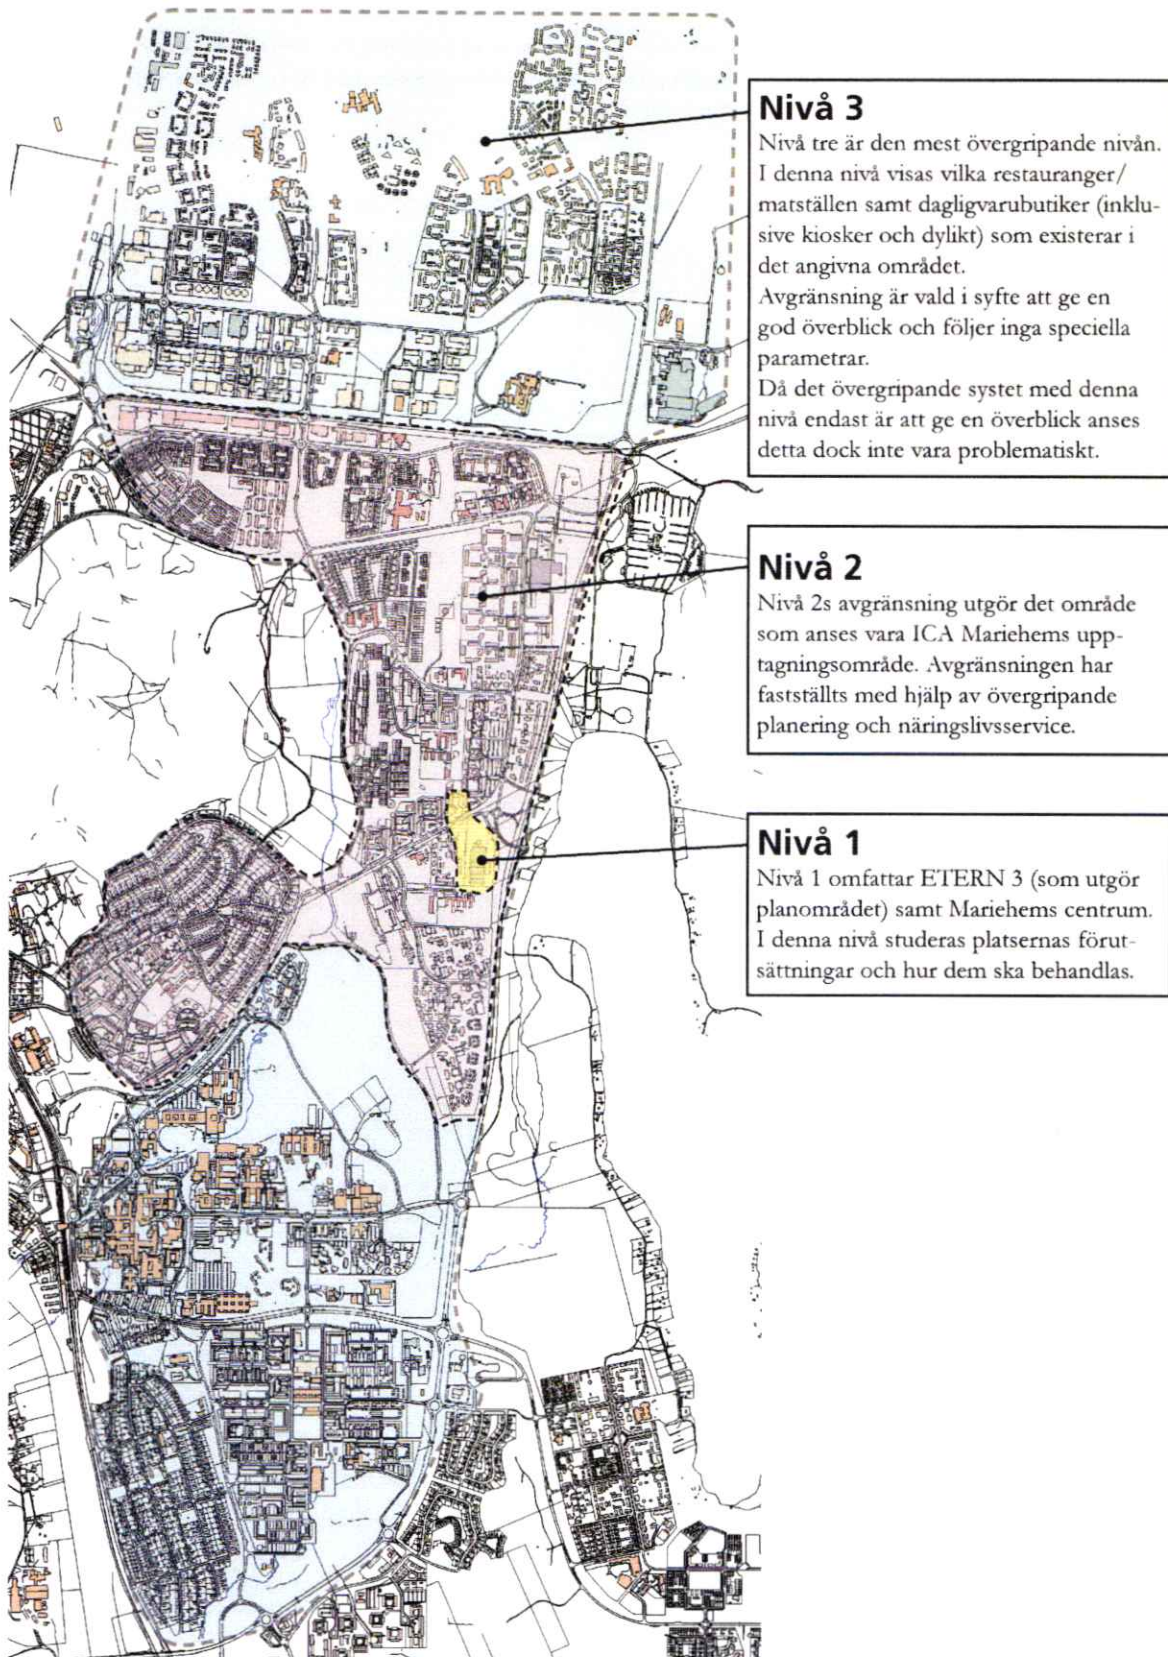 Nivå 3
Nivå tre är den mest övergripande nivån.
I denna nivå visas vilka restauranger/
matställen samt dagligvarubutiker (inklu-
sive kiosker och dylikt) som existerar i
det angivna området.
Avgränsning är vald i syfte att ge en
god överblick och följer inga speciella
parametrar.
Då det övergripande systet med denna
nivå endast är att ge en överblick anses
detta dock inte vara problematiskt.
Nivå 2
Nivå 2s avgränsning utgör det område
som anses vara ICA Mariehems upp-
tagningsområde. Avgränsningen har
fastställts med hjälp av övergripande
planering och näringslivsservice.
Nivå 1
Nivå 1 omfattar ETERN 3 (som utgör
planområdet) samt Mariehems centrum.
I denna nivå studeras platsernas förut-
sättningar och hur dem ska behandlas.